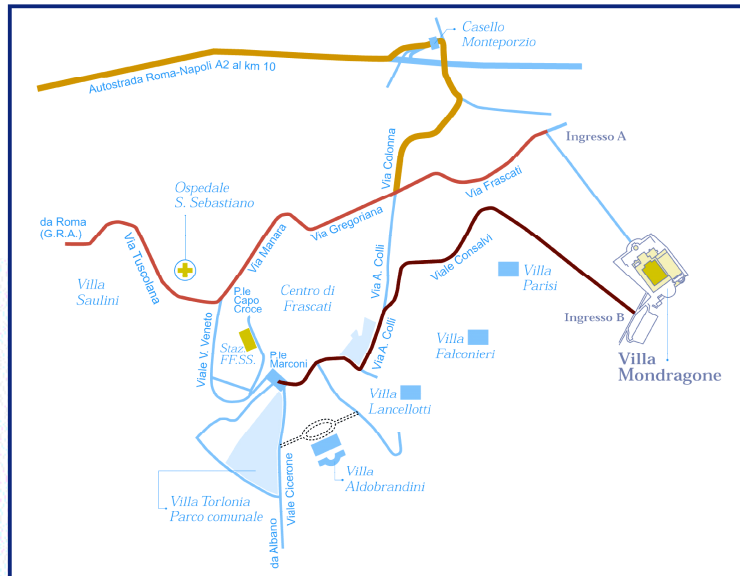 Casello
Monteporzio
Autostrada Roma-Napoli A2 al km 10
Ingresso A
Via Colonna
Via Frascati
Ospedale
S. Sebastiano
da Roma
(G.R.A.)
Via Tuscolana
Via Manara
Via Gregoriana
Via A. Colli
Viale Consalvi
Villa
Parisi
Villa
Saulini
P.le
Capo
Croce
Centro di
Frascati
Ingresso B
Viale V. Veneto
Staz.
FF.SS.
P.le
Marconi
Via A. Colli
Villa
Falconieri
Villa
Mondragone
Villa
Lancellotti
Villa
Aldobrandini
Villa Torlonia
Parco comunale
Viale Cicerone
da Albano